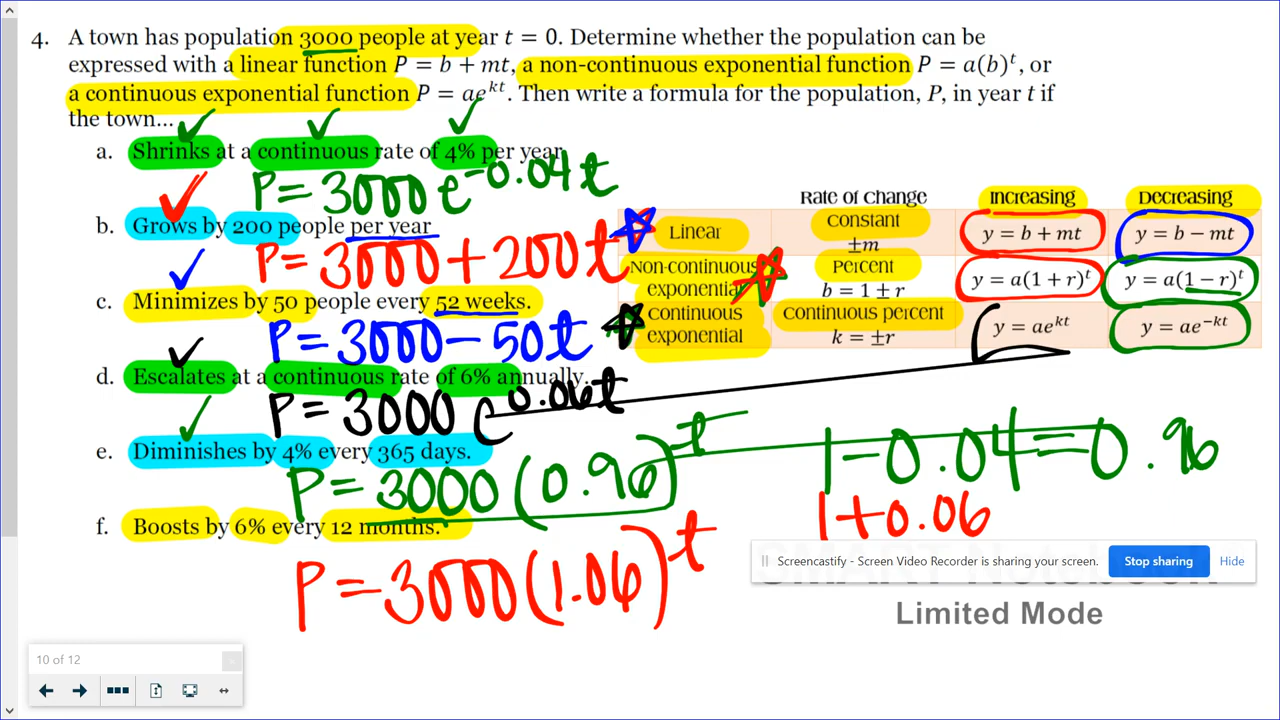 4. A town has population 3000 people at year t = 0. Determine whether the population can be
expressed with a linear function P = b + mt, a non-continuous exponential function P = a(b)^t, or
a continuous exponential function P = ae^kt. Then write a formula for the population, P, in year t if
the town...
a. Shrinks at a continuous rate of 4% per year
P = 3000 e^-0.04t
b. Grows by 200 people per year
P = 3000 + 200t
c. Minimizes by 50 people every 52 weeks.
P = 3000 - 50t
d. Escalates at a continuous rate of 6% annually.
P = 3000 e^0.06t
e. Diminishes by 4% every 365 days.
P = 3000 (0.96)^t
f. Boosts by 6% every 12 months.
P = 3000 (1.06)^t
Rate of Change Increasing Decreasing
Linear Constant ±m y = b + mt y = b − mt
Non-continuous exponential Percent b = 1 ± r y = a(1 + r)^t y = a(1 − r)^t
Continuous exponential Continuous percent k = ±r y = ae^kt y = ae^-kt
1 - 0.04 = 0.96
1 + 0.06
Screencastify - Screen Video Recorder is sharing your screen. Stop sharing Hide
Limited Mode
10 of 12